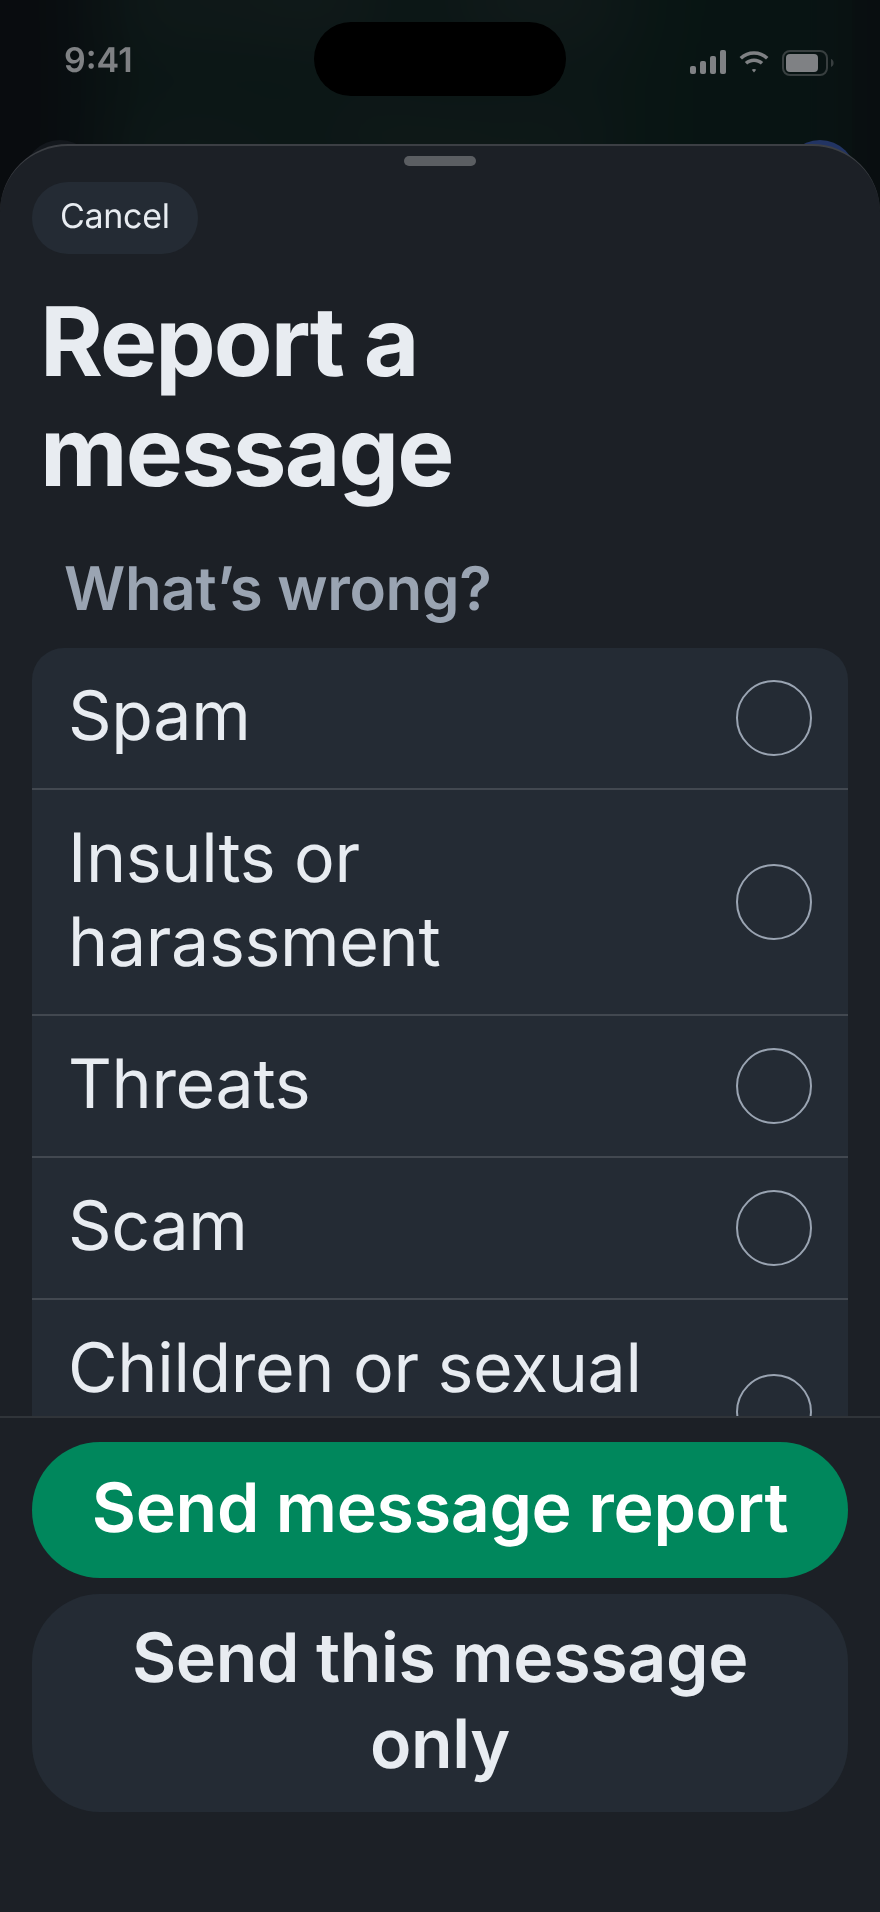 9:41
Cancel
Report a
message
What’s wrong?
Spam
Insults or
harassment
Threats
Scam
Children or sexual
Send message report
Send this message
only